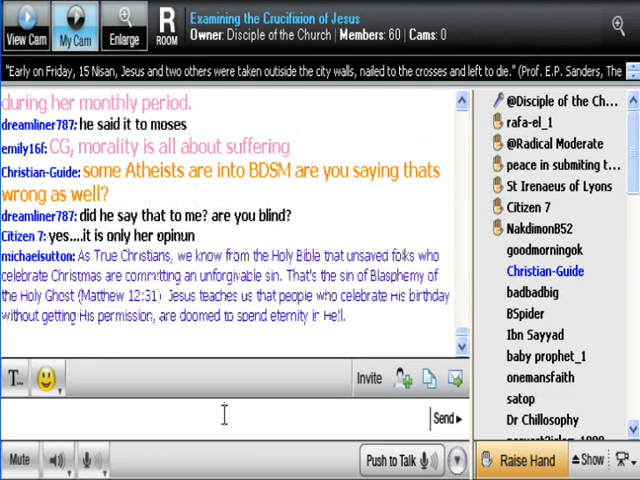 View Cam
My Cam
Enlarge
R
ROOM
Examining the Crucifixion of Jesus
Owner: Disciple of the Church | Members: 60 | Cams: 0
"Early on Friday, 15 Nisan, Jesus and two others were taken outiside the city walls, nailed to the crosses and left to die." (Prof. E.P. Sanders, The
during her monthly period.
dreamliner787: he said it to moses
emily16f: CG, morality is all about suffering
Christian-Guide: some Atheists are into BDSM are you saying thats
wrong as well?
dreamliner787: did he say that to me? are you blind?
Citizen 7: yes....it is only her opinun
michaelsutton: As True Christians, we know from the Holy Bible that unsaved folks who
celebrate Christmas are committing an unforgivable sin. That's the sin of Blasphemy of
the Holy Ghost (Matthew 12:31) Jesus teaches us that people who celebrate His birthday
without getting His permission, are doomed to spend eternity in Hell.
@Disciple of the Ch...
rafa-el_1
@Radical Moderate
peace in submiting t...
St Irenaeus of Lyons
Citizen 7
NakdimonB52
goodmorningok
Christian-Guide
badbadbig
BSpider
Ibn Sayyad
baby prophet_1
onemansfaith
satop
Dr Chillosophy
T...
Invite
Send
Mute
Push to Talk
Raise Hand
Show